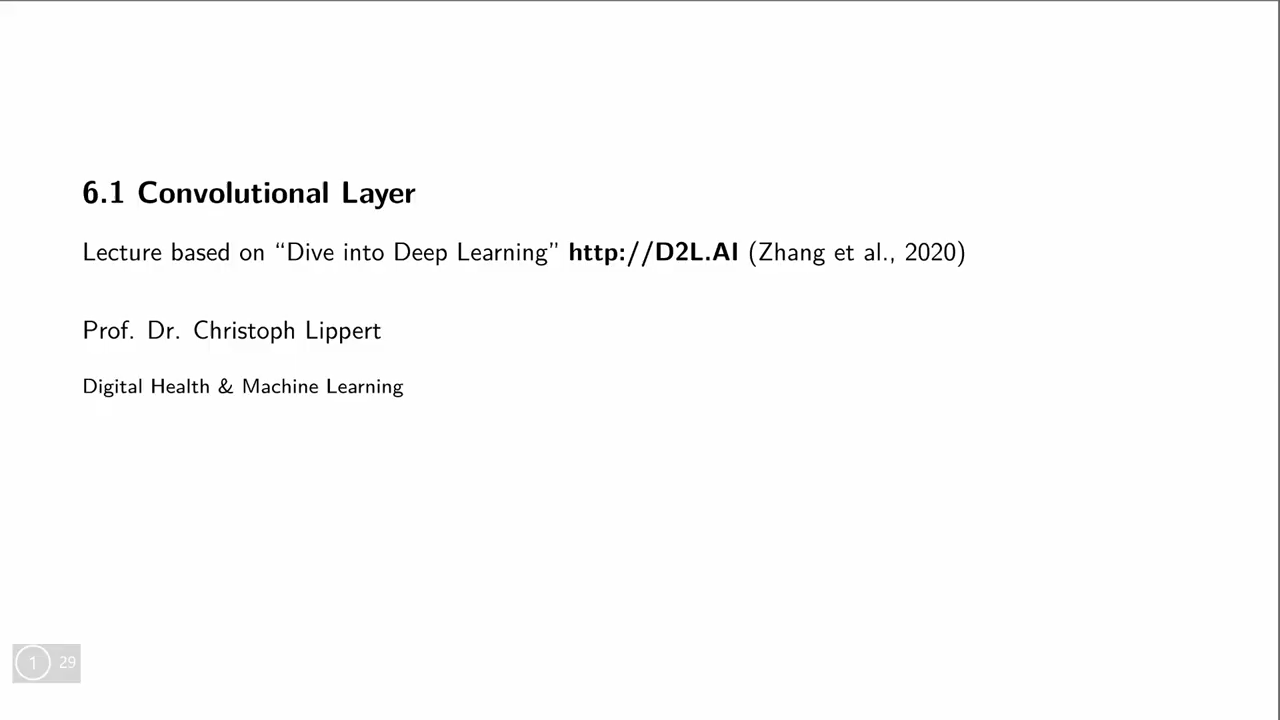 6.1 Convolutional Layer
Lecture based on “Dive into Deep Learning” http://D2L.AI (Zhang et al., 2020)
Prof. Dr. Christoph Lippert
Digital Health & Machine Learning
1 29